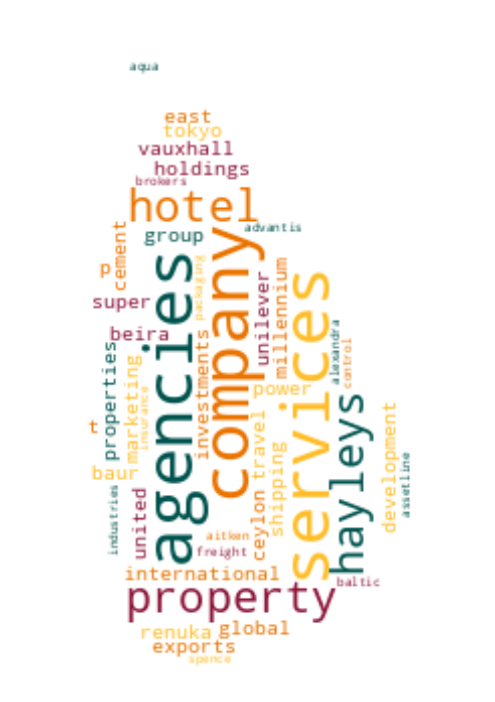 aqua
east
tokyo
vauxhall
holdings
brokers
hotel
advantis
group
cement
p
agencies
company
packaging
unilever
millennium
services
super
beira
alexandra
control
properties
marketing
insurance
investments
power
rt
baur
travel
shipping
hayleys
development
assetline
industries
united
ceylon
aitken
freight
international
baltic
property
renuka
global
exports
spence